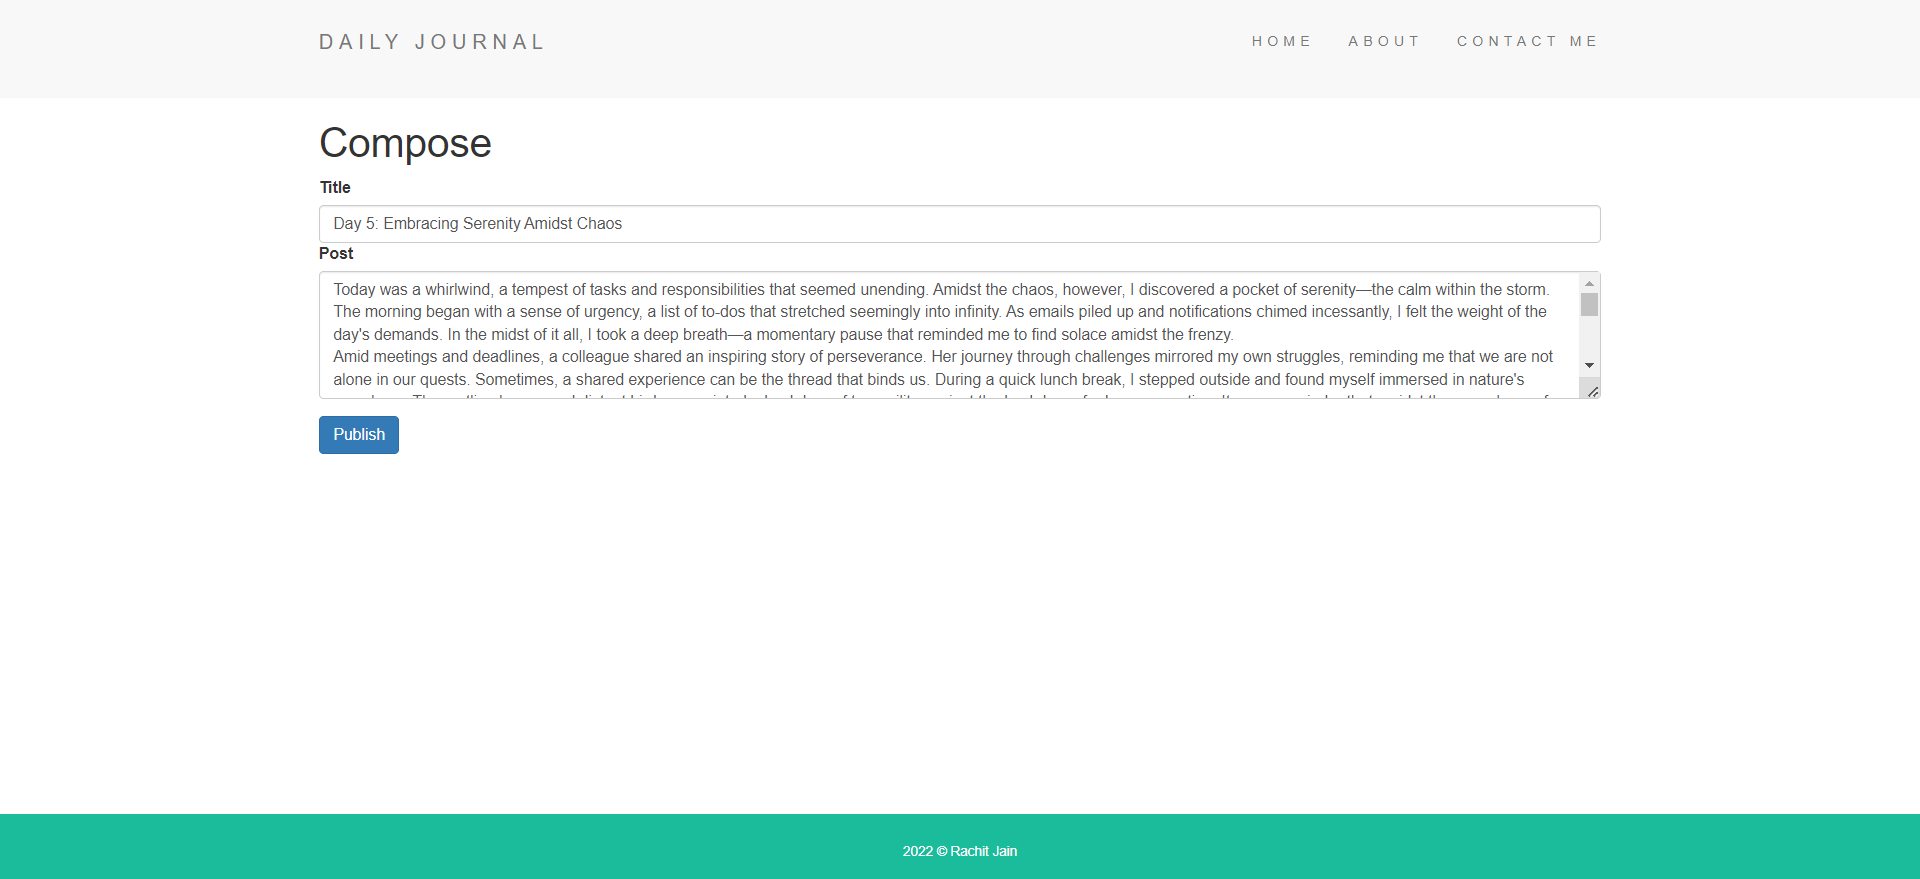 DAILY JOURNAL
HOME ABOUT CONTACT ME
Compose
Title
Day 5: Embracing Serenity Amidst Chaos
Post
Today was a whirlwind, a tempest of tasks and responsibilities that seemed unending. Amidst the chaos, however, I discovered a pocket of serenity—the calm within the storm.
The morning began with a sense of urgency, a list of to-dos that stretched seemingly into infinity. As emails piled up and notifications chimed incessantly, I felt the weight of the
day's demands. In the midst of it all, I took a deep breath—a momentary pause that reminded me to find solace amidst the frenzy.
Amid meetings and deadlines, a colleague shared an inspiring story of perseverance. Her journey through challenges mirrored my own struggles, reminding me that we are not
alone in our quests. Sometimes, a shared experience can be the thread that binds us. During a quick lunch break, I stepped outside and found myself immersed in nature's
Publish
2022 © Rachit Jain